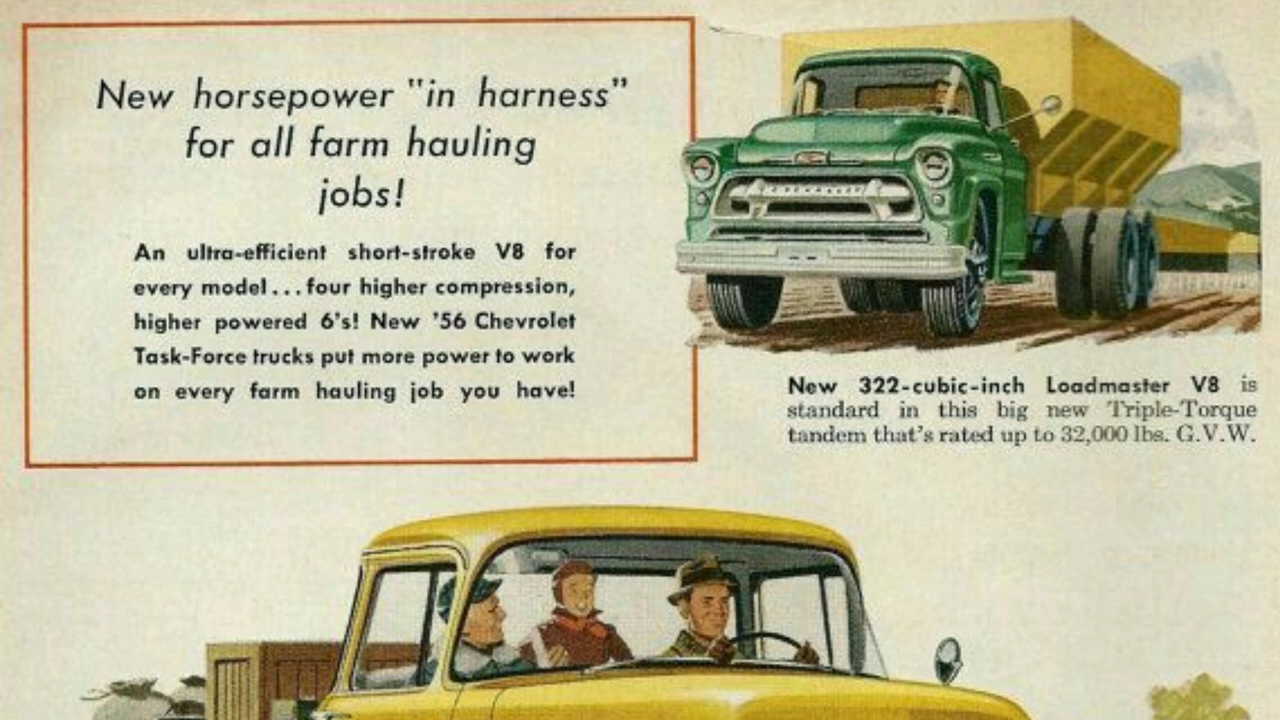 New horsepower "in harness"
for all farm hauling
jobs!
An ultra-efficient short-stroke V8 for
every model...four higher compression,
higher powered 6's! New '56 Chevrolet
Task-Force trucks put more power to work
on every farm hauling job you have!
CHEVROLET
New 322-cubic-inch Loadmaster V8 is
standard in this big new Triple-Torque
tandem that's rated up to 32,000 lbs. G.V.W.